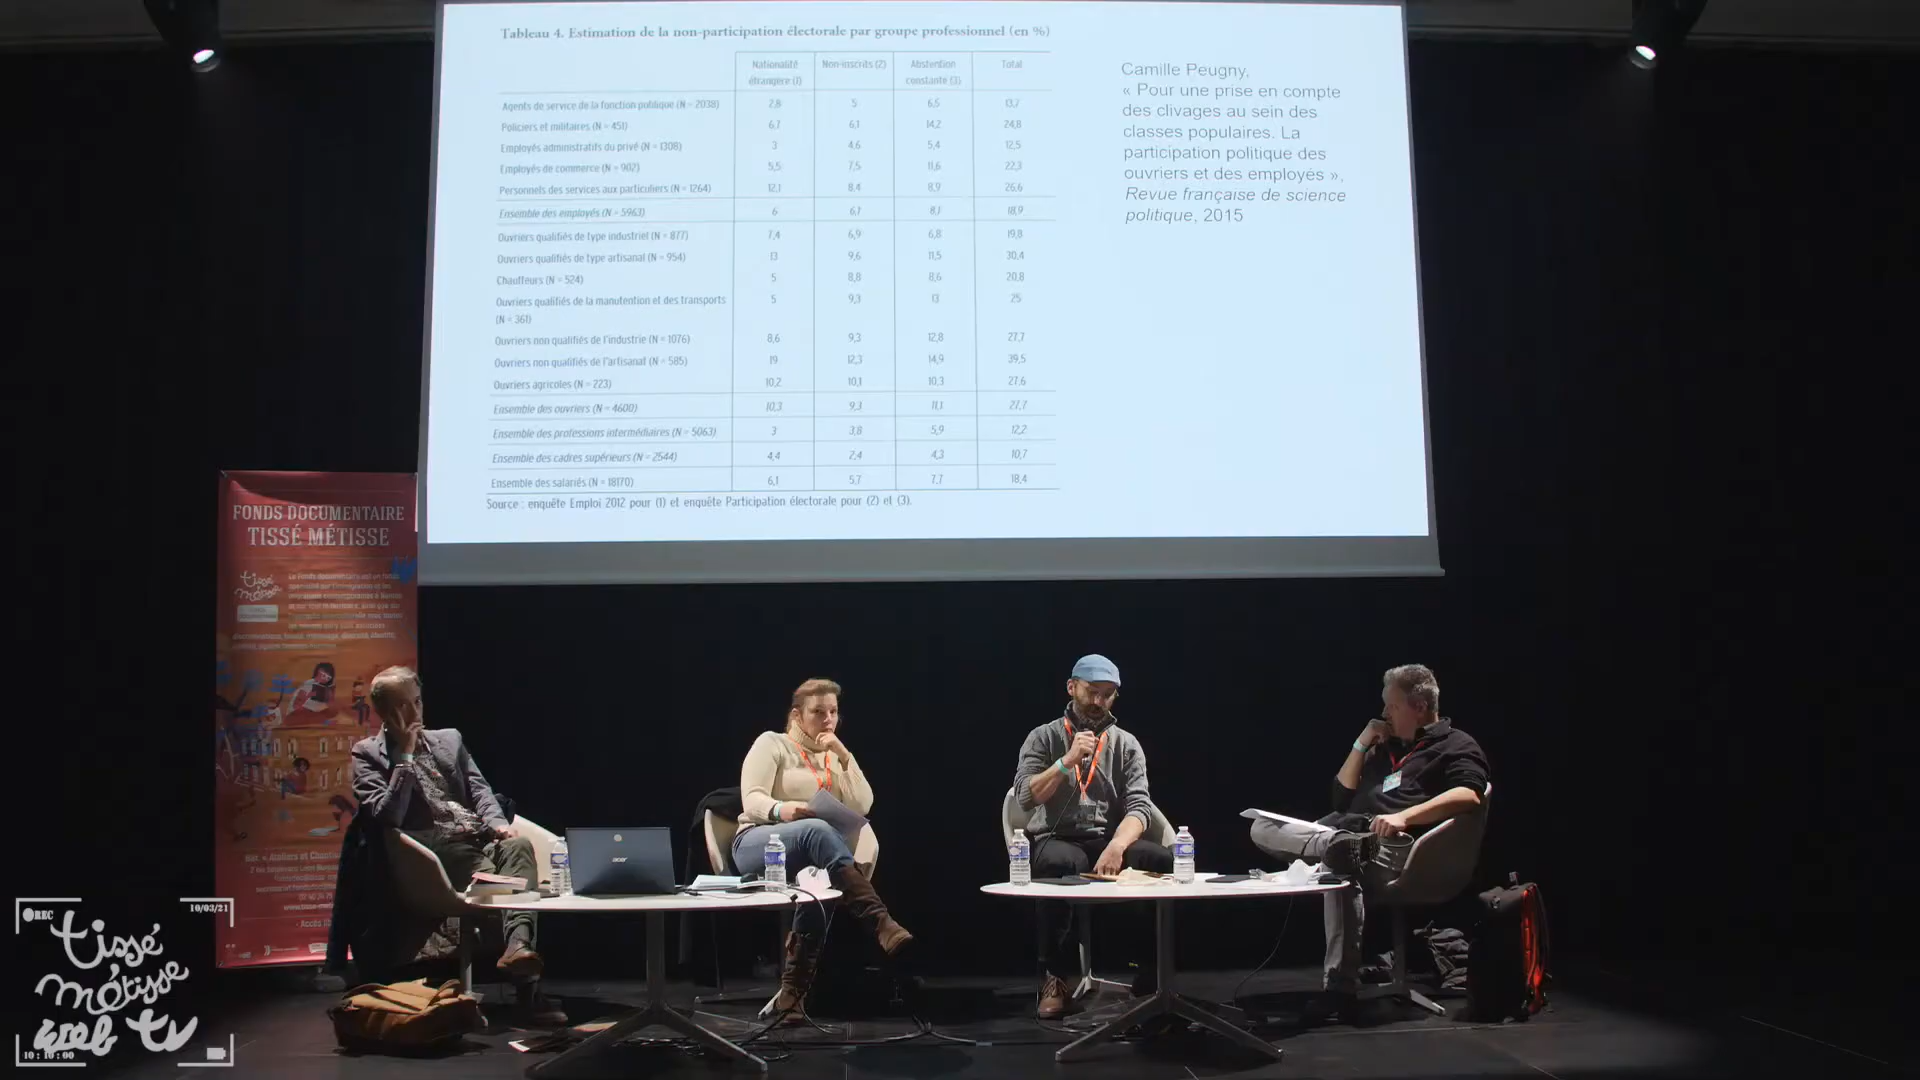 Tableau 4. Estimation de la non-participation électorale par groupe professionnel (en %)
Nationalité étrangère (1) Non-inscrits (2) Abstention constante (3) Total
Agents de service de la fonction publique (N = 2038) 2,8 5 6,5 13,7
Policiers et militaires (N = 451) 6,7 6,1 14,2 24,8
Employés administratifs du privé (N = 1308) 3 4,6 5,4 12,5
Employés de commerce (N = 902) 5,5 7,5 11,6 22,3
Personnels des services aux particuliers (N = 1264) 12,1 8,4 8,9 26,6
Ensemble des employés (N = 5963) 6 6,1 8,1 18,9
Ouvriers qualifiés de type industriel (N = 877) 7,4 6,9 6,8 19,8
Ouvriers qualifiés de type artisanal (N = 954) 13 9,6 11,5 30,4
Chauffeurs (N = 524) 5 8,8 8,6 20,8
Ouvriers qualifiés de la manutention et des transports
(N = 361) 5 9,3 13 25
Ouvriers non qualifiés de l'industrie (N = 1076) 8,6 9,3 12,8 27,7
Ouvriers non qualifiés de l'artisanat (N = 585) 19 12,3 14,9 39,5
Ouvriers agricoles (N = 223) 10,2 10,1 10,3 27,6
Ensemble des ouvriers (N = 4600) 10,3 9,3 11,1 27,7
Ensemble des professions intermédiaires (N = 5063) 3 3,8 5,9 12,2
Ensemble des cadres supérieurs (N = 2544) 4,4 2,4 4,3 10,7
Ensemble des salariés (N = 18170) 6,1 5,7 7,7 18,4
Source : enquête Emploi 2012 pour (1) et enquête Participation électorale pour (2) et (3).
Camille Peugny,
« Pour une prise en compte
des clivages au sein des
classes populaires. La
participation politique des
ouvriers et des employés »,
Revue française de science
politique, 2015
FONDS DOCUMENTAIRE
TISSÉ MÉTISSE
tissé
métisse
acer
REC 10/03/21
tissé
métisse
web tv
10:10:00